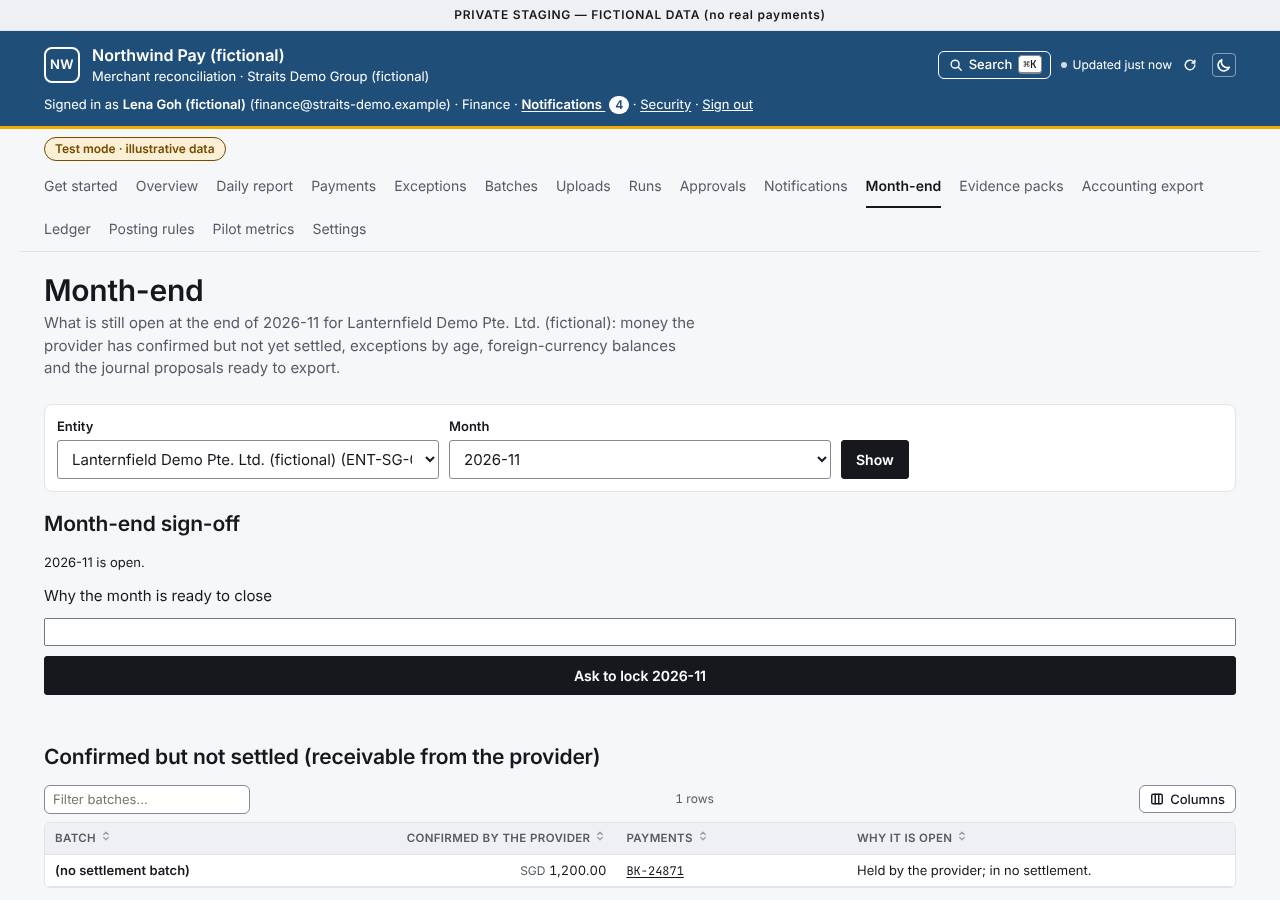 PRIVATE STAGING — FICTIONAL DATA (no real payments)
NW
Northwind Pay (fictional)
Merchant reconciliation · Straits Demo Group (fictional)
Search ⌘K
Updated just now
Signed in as Lena Goh (fictional) (finance@straits-demo.example) · Finance · Notifications 4 · Security · Sign out
Test mode · illustrative data
Get started Overview Daily report Payments Exceptions Batches Uploads Runs Approvals Notifications Month-end Evidence packs Accounting export
Ledger Posting rules Pilot metrics Settings
Month-end
What is still open at the end of 2026-11 for Lanternfield Demo Pte. Ltd. (fictional): money the
provider has confirmed but not yet settled, exceptions by age, foreign-currency balances
and the journal proposals ready to export.
Entity Month
Lanternfield Demo Pte. Ltd. (fictional) (ENT-SG- 2026-11 Show
Month-end sign-off
2026-11 is open.
Why the month is ready to close
Ask to lock 2026-11
Confirmed but not settled (receivable from the provider)
Filter batches... 1 rows Columns
BATCH CONFIRMED BY THE PROVIDER PAYMENTS WHY IT IS OPEN
(no settlement batch) SGD 1,200.00 BK-24871 Held by the provider; in no settlement.